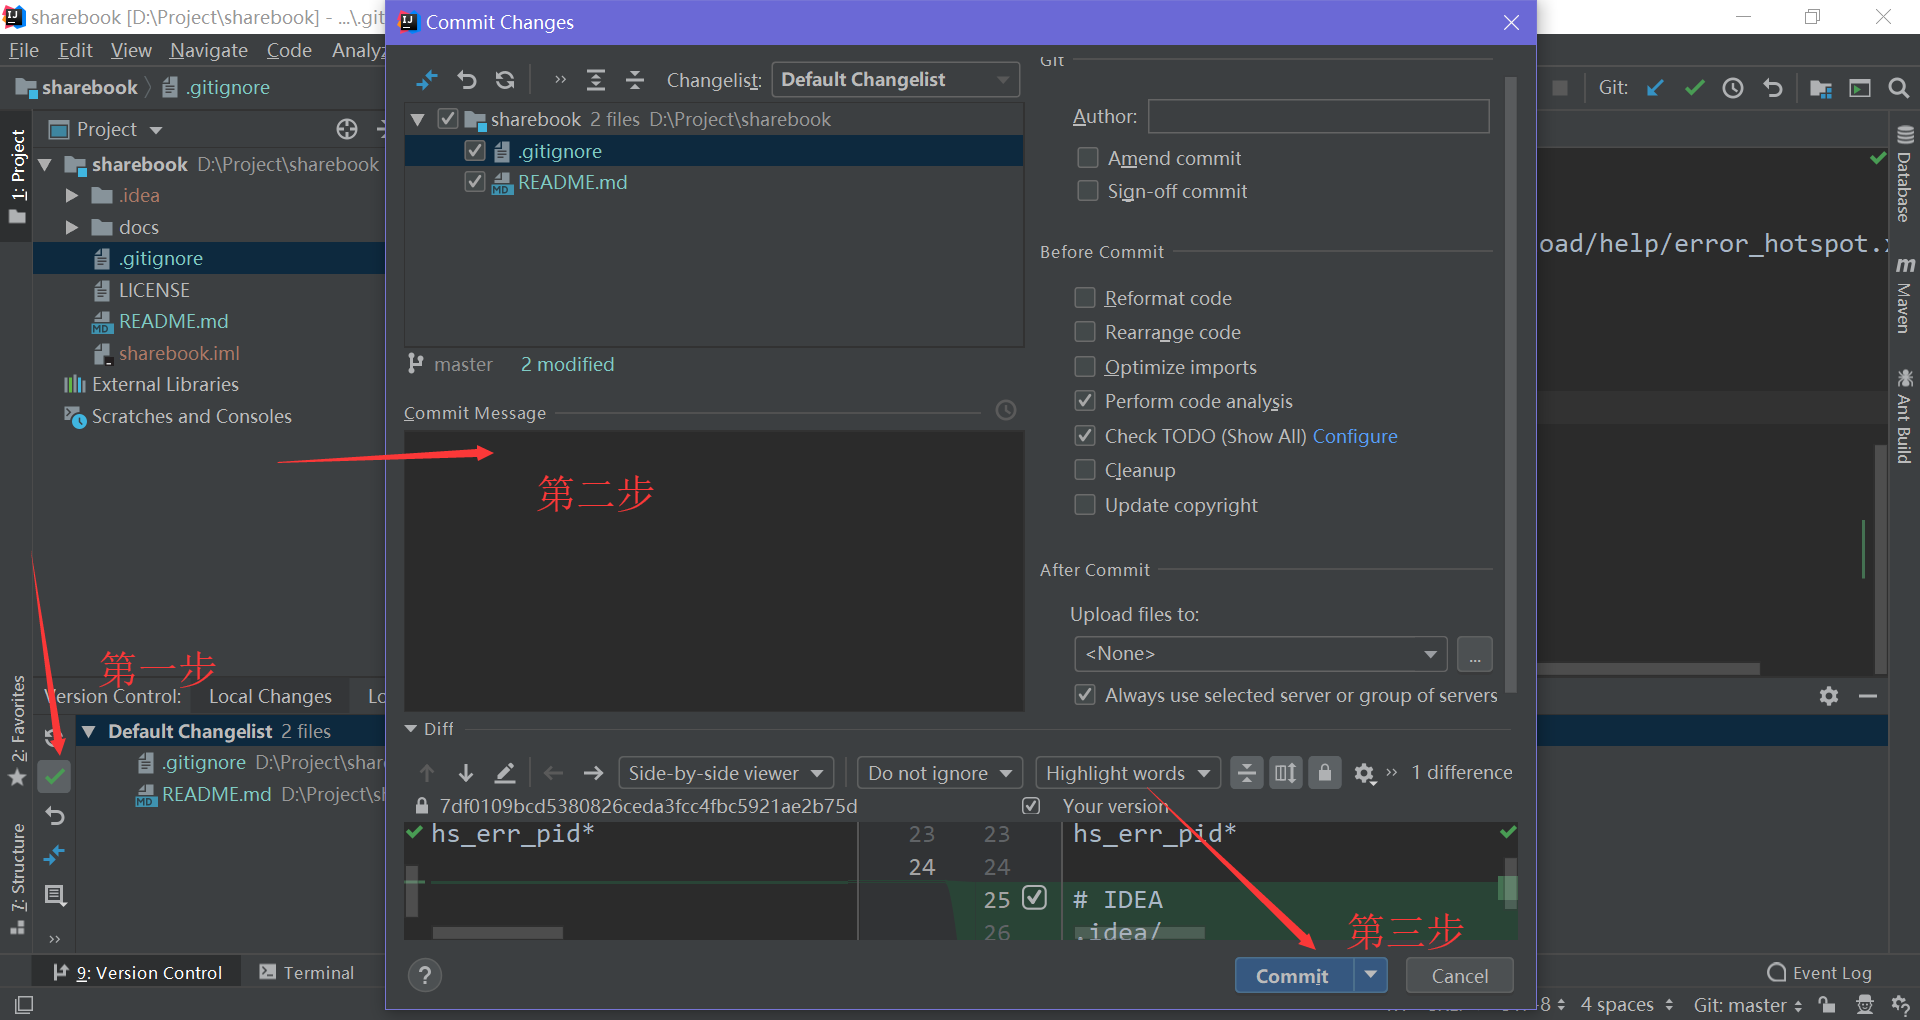 sharebook [D:\Project\sharebook] - ...\.git
File Edit View Navigate Code Analyz
sharebook .gitignore
1: Project
Project
sharebook D:\Project\sharebook
.idea
docs
.gitignore
LICENSE
README.md
sharebook.iml
External Libraries
Scratches and Consoles
第一步
2: Favorites
7: Structure
Version Control: Local Changes Lo
Default Changelist 2 files
.gitignore D:\Project\shar
README.md D:\Project\sh
9: Version Control Terminal
Commit Changes
Changelist: Default Changelist
sharebook 2 files D:\Project\sharebook
.gitignore
README.md
master 2 modified
Commit Message
第二步
Git
Author:
Amend commit
Sign-off commit
Before Commit
Reformat code
Rearrange code
Optimize imports
Perform code analysis
Check TODO (Show All) Configure
Cleanup
Update copyright
After Commit
Upload files to:
<None>
...
Always use selected server or group of servers
Diff
Side-by-side viewer Do not ignore Highlight words 1 difference
7df0109bcd5380826ceda3fcc4fbc5921ae2b75d Your version
hs_err_pid* 23 23 hs_err_pid*
24 24
25 # IDEA
26 .idea/
第三步
? Commit Cancel
Git:
oad/help/error_hotspot.x
Database
m Maven
Ant Build
Event Log
-8 4 spaces Git: master